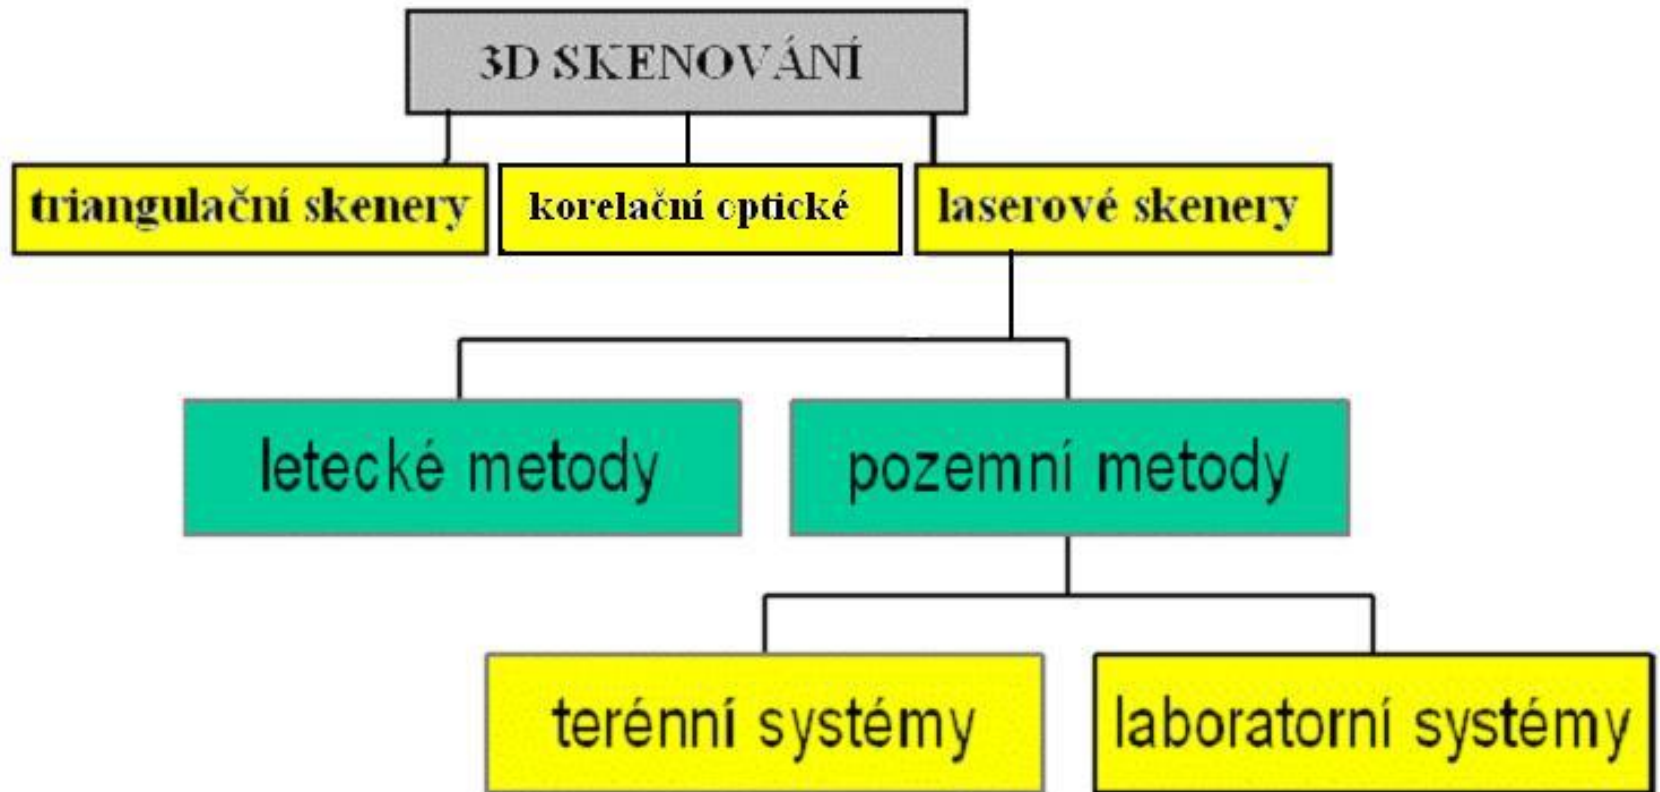 3D SKENOVÁNÍ
triangulační skenery
korelační optické
laserové skenery
letecké metody
pozemní metody
terénní systémy
laboratorní systémy